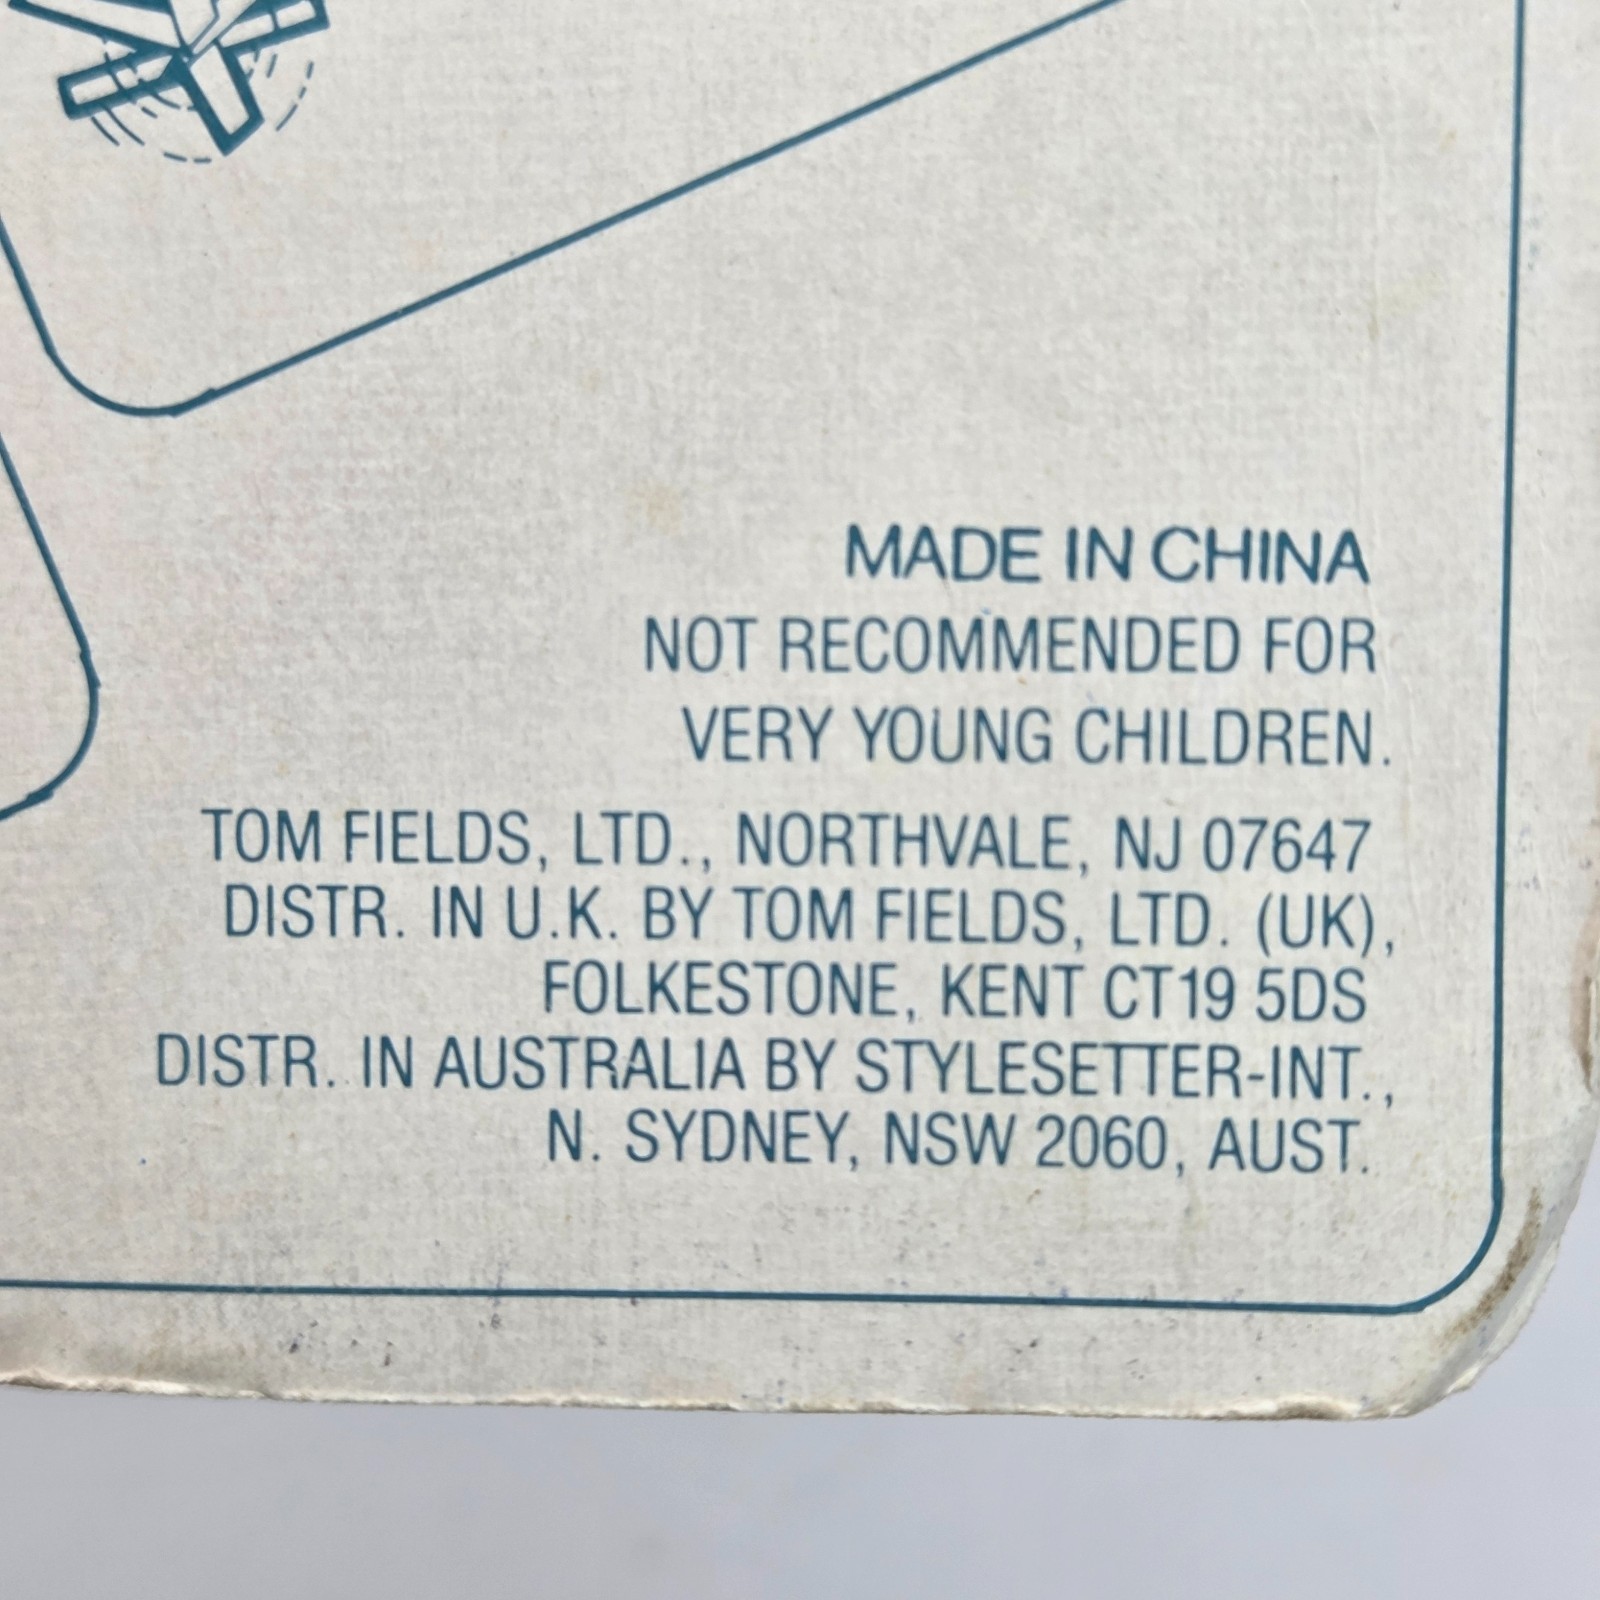 MADE IN CHINA
NOT RECOMMENDED FOR
VERY YOUNG CHILDREN.
TOM FIELDS, LTD., NORTHVALE, NJ 07647
DISTR. IN U.K. BY TOM FIELDS, LTD. (UK),
FOLKESTONE, KENT CT19 5DS
DISTR. IN AUSTRALIA BY STYLESETTER-INT.,
N. SYDNEY, NSW 2060, AUST.